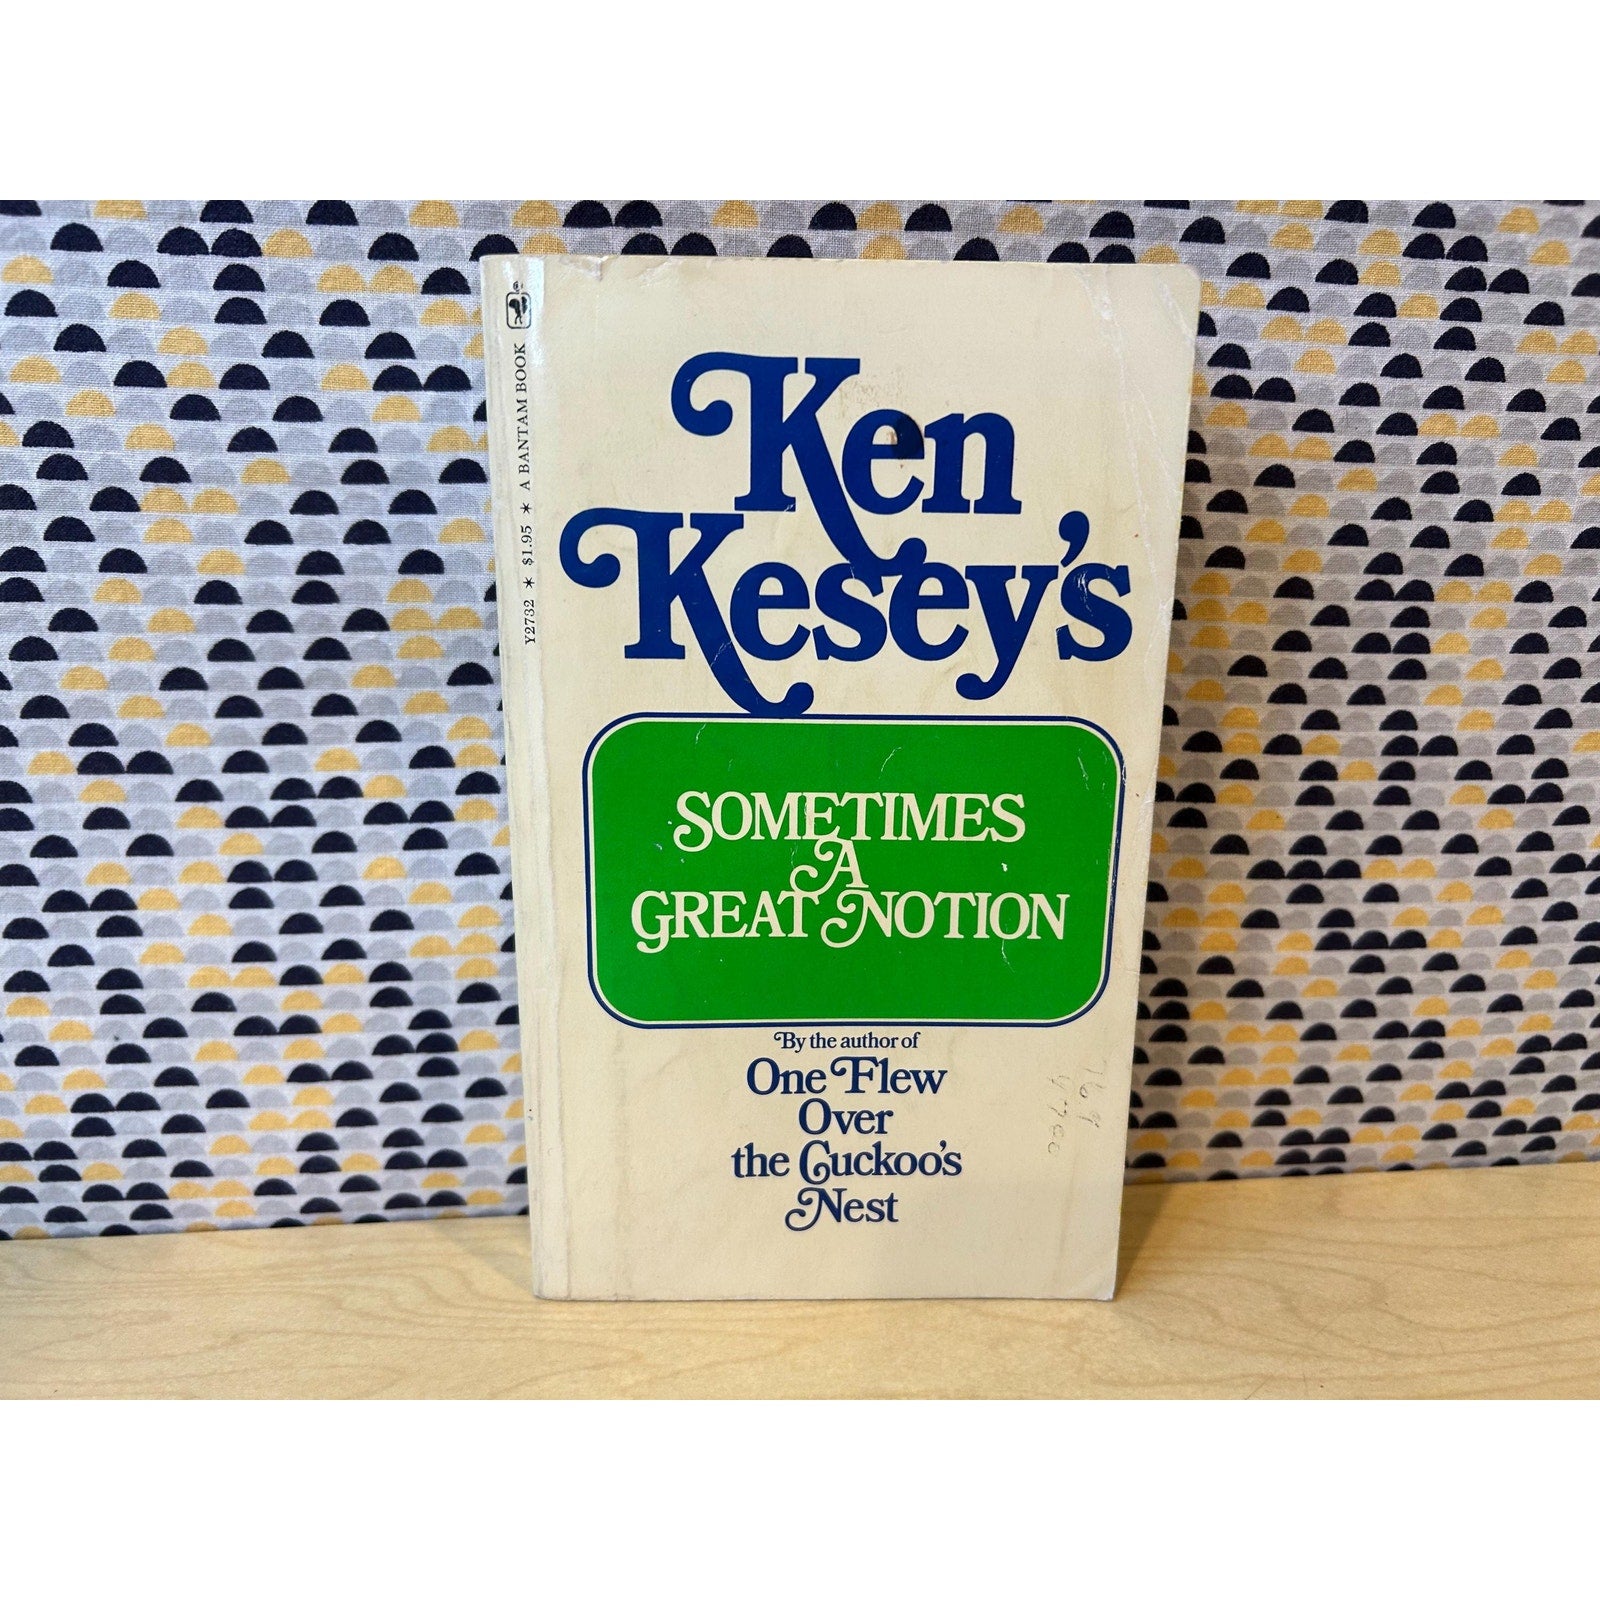 Y2732 * $1.95 * A BANTAM BOOK
Ken
Kesey's
SOMETIMES
A
GREAT NOTION
By the author of
One Flew
Over
the Cuckoo's
Nest